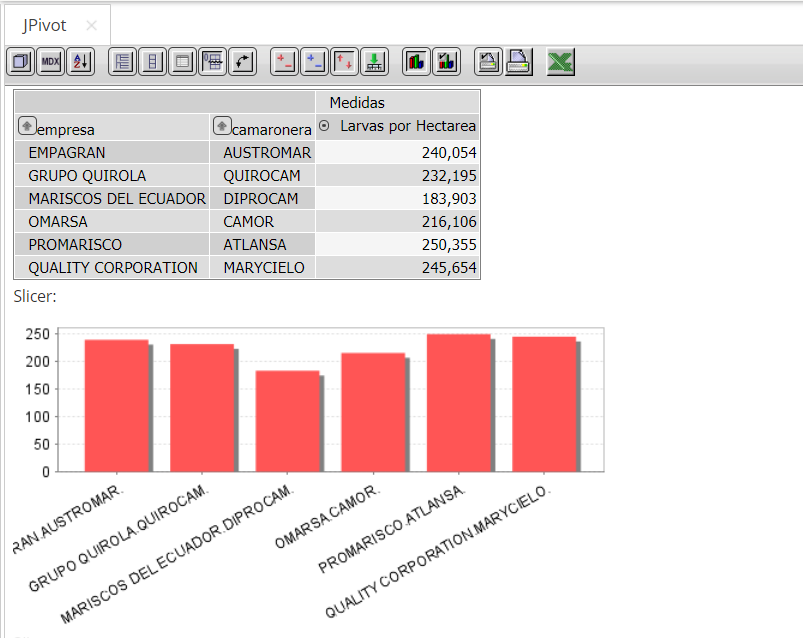 JPivot
MDX A Z
Medidas
empresa camaronera Larvas por Hectarea
EMPAGRAN AUSTROMAR 240,054
GRUPO QUIROLA QUIROCAM 232,195
MARISCOS DEL ECUADOR DIPROCAM 183,903
OMARSA CAMOR 216,106
PROMARISCO ATLANSA 250,355
QUALITY CORPORATION MARYCIELO 245,654
Slicer:
250
200
150
100
50
0
RAN.AUSTROMAR.
GRUPO QUIROLA.QUIROCAM.
MARISCOS DEL ECUADOR.DIPROCAM.
OMARSA.CAMOR.
PROMARISCO.ATLANSA.
QUALITY CORPORATION.MARYCIELO.